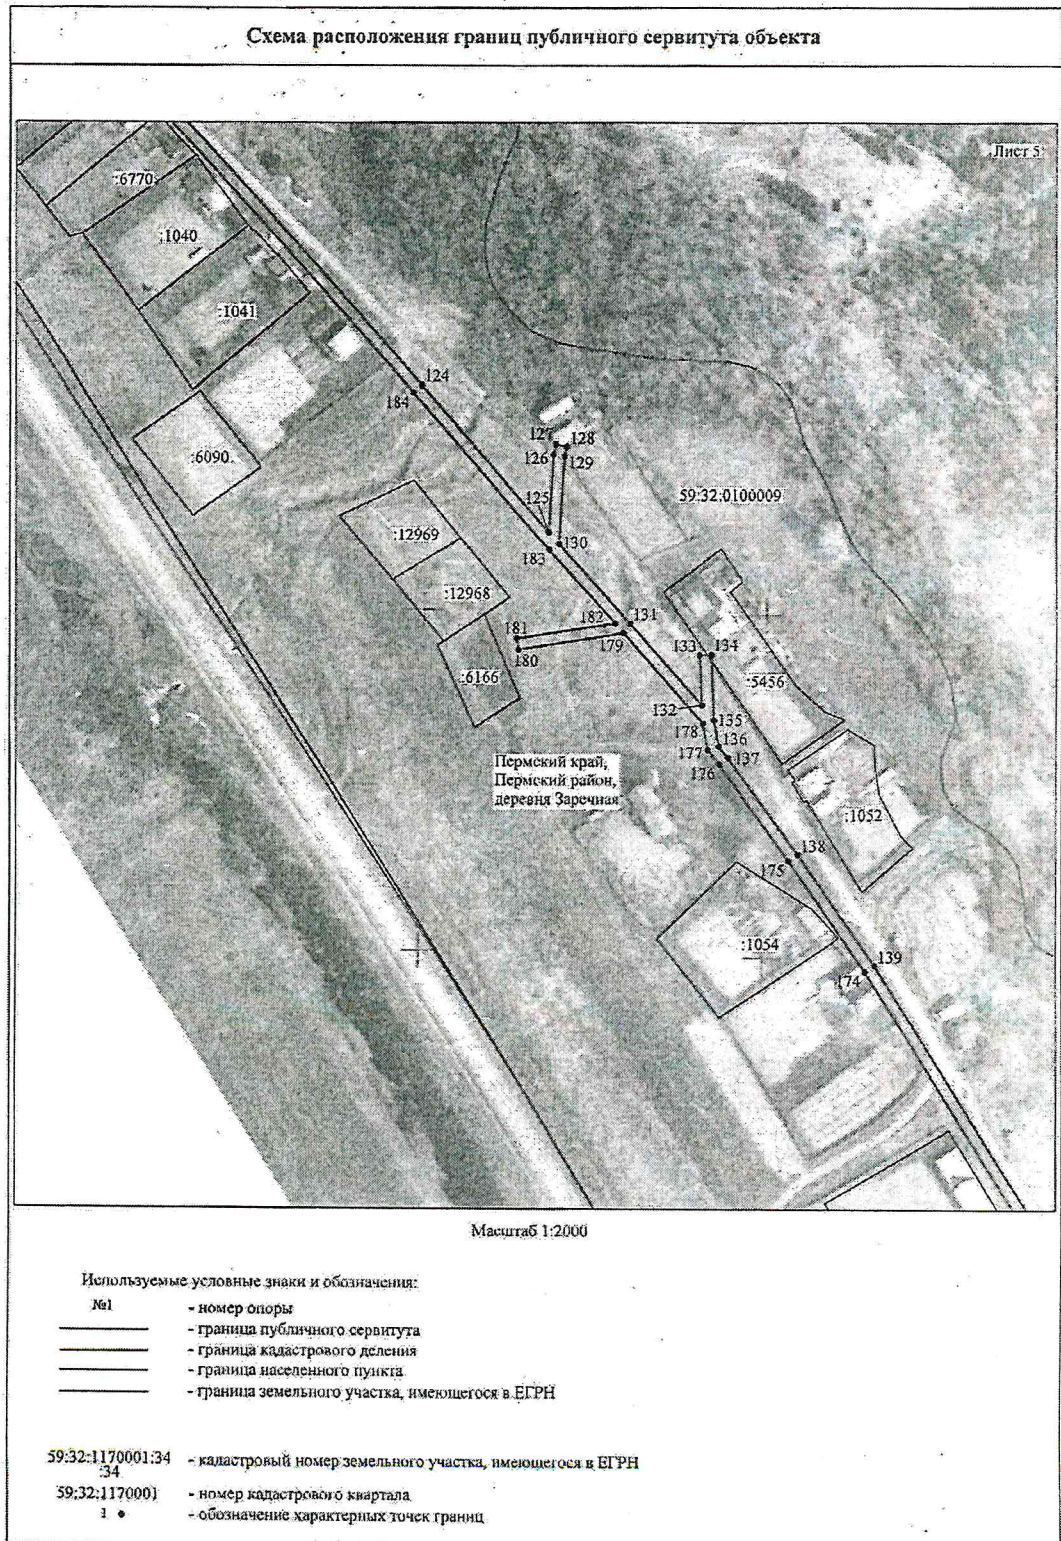 Схема расположения границ публичного сервитута объекта
Лист 5
:6770
:1040
:1041
124
184
127
128
126
129
:6090
59:32:0100009
125
:12969
130
183
:12968
182
131
181
179
180
133
134
:6166
:5456
132
135
178
136
177
137
176
Пермский край,
Пермский район,
деревня Заречная
:1052
138
175
:1054
139
174
Масштаб 1:2000
Используемые условные знаки и обозначения:
№1 - номер опоры
- граница публичного сервитута
- граница кадастрового деления
- граница населенного пункта
- граница земельного участка, имеющегося в ЕГРН
59:32:1170001:34 - кадастровый номер земельного участка, имеющегося в ЕГРН
:34
59:32:1170001 - номер кадастрового квартала
1 - обозначение характерных точек границ